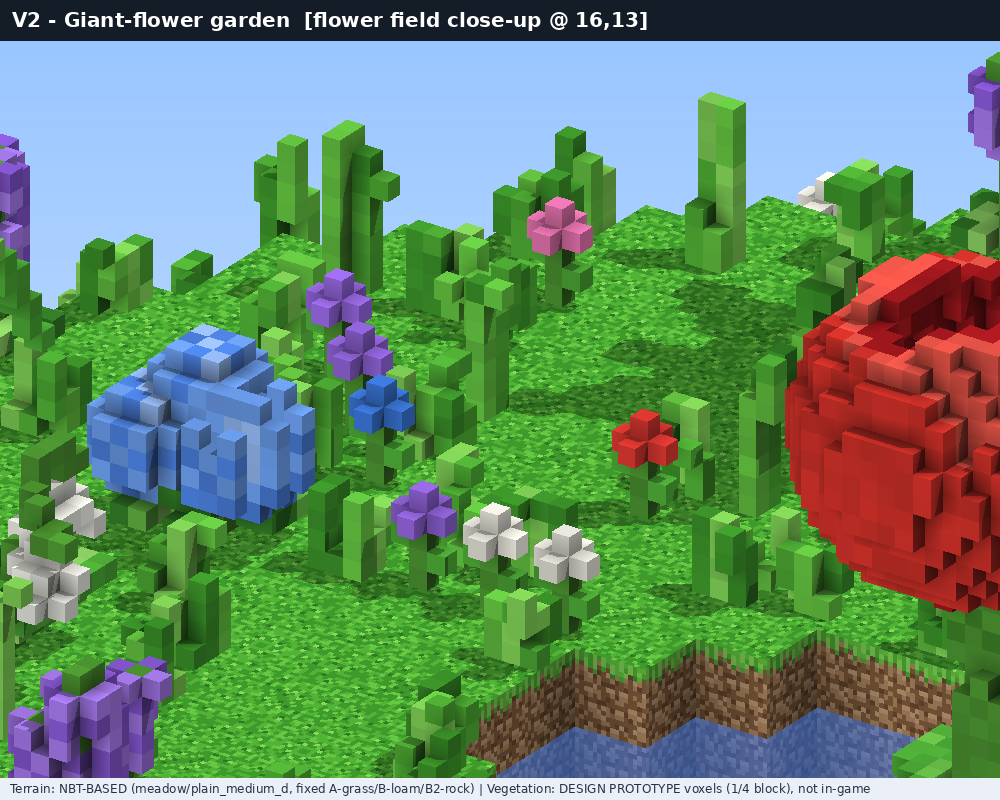 V2 - Giant-flower garden [flower field close-up @ 16,13]
Terrain: NBT-BASED (meadow/plain_medium_d, fixed A-grass/B-loam/B2-rock) | Vegetation: DESIGN PROTOTYPE voxels (1/4 block), not in-game